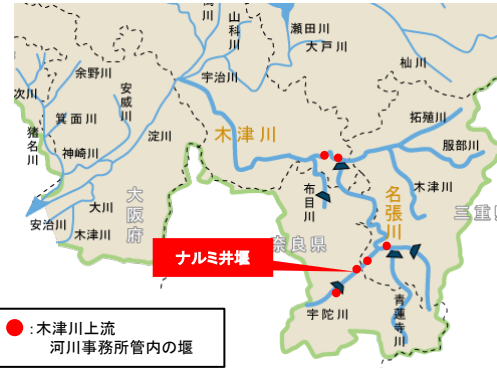 山科川
瀬田川
大戸川
杣川
余野川
安威川
宇治川
箕面川
猪名川
神崎川
淀川
木津川
拓殖川
服部川
布目川
名張川
木津川
大阪府
大川
安治川
木津川
奈良県
三重
ナルミ井堰
宇陀川
青蓮寺川
:木津川上流
河川事務所管内の堰